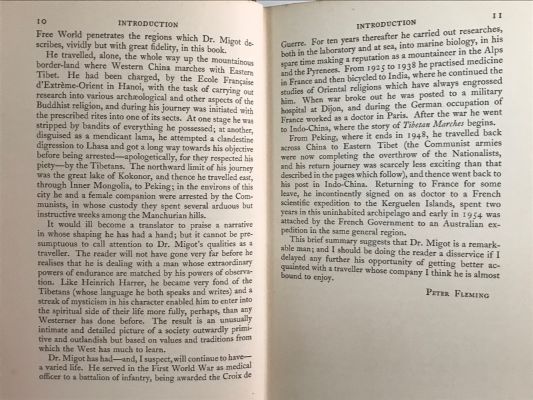 10 INTRODUCTION
Free World penetrates the regions which Dr. Migot de-
scribes, vividly but with great fidelity, in this book.
He travelled, alone, the whole way up the mountainous
border-land where Western China marches with Eastern
Tibet. He had been charged, by the Ecole Française
d'Extrême-Orient in Hanoi, with the task of carrying out
research into various archæological and other aspects of the
Buddhist religion, and during his journey was initiated with
the prescribed rites into one of its sects. At one stage he was
stripped by bandits of everything he possessed; at another,
disguised as a mendicant lama, he attempted a clandestine
digression to Lhasa and got a long way towards his objective
before being arrested—apologetically, for they respected his
piety—by the Tibetans. The northward limit of his journey
was the great lake of Kokonor, and thence he travelled east,
through Inner Mongolia, to Peking; in the environs of this
city he and a female companion were arrested by the Com-
munists, in whose custody they spent several arduous but
instructive weeks among the Manchurian hills.
It would ill become a translator to praise a narrative
in whose shaping he has had a hand; but it cannot be pre-
sumptuous to call attention to Dr. Migot's qualities as a
traveller. The reader will not have gone very far before he
realises that he is dealing with a man whose extraordinary
powers of endurance are matched by his powers of observa-
tion. Like Heinrich Harrer, he became very fond of the
Tibetans (whose language he both speaks and writes) and a
streak of mysticism in his character enabled him to enter into
the spiritual side of their life more fully, perhaps, than any
Westerner has done before. The result is an unusually
intimate and detailed picture of a society outwardly primi-
tive and outlandish but based on values and traditions from
which the West has much to learn.
Dr. Migot has had—and, I suspect, will continue to have—
a varied life. He served in the First World War as medical
officer to a battalion of infantry, being awarded the Croix de
INTRODUCTION 11
Guerre. For ten years thereafter he carried out researches,
both in the laboratory and at sea, into marine biology, in his
spare time making a reputation as a mountaineer in the Alps
and the Pyrenees. From 1925 to 1938 he practised medicine
in France and then bicycled to India, where he continued the
studies of Oriental religions which have always engrossed
him. When war broke out he was posted to a military
hospital at Dijon, and during the German occupation of
France worked as a doctor in Paris. After the war he went
to Indo-China, where the story of Tibetan Marches begins.
From Peking, where it ends in 1948, he travelled back
across China to Eastern Tibet (the Communist armies
were now completing the overthrow of the Nationalists,
and his return journey was scarcely less exciting than that
described in the pages which follow), and thence went back to
his post in Indo-China. Returning to France for some
leave, he incontinently signed on as doctor to a French
scientific expedition to the Kerguelen Islands, spent two
years in this uninhabited archipelago and early in 1954 was
attached by the French Government to an Australian ex-
pedition in the same general region.
This brief summary suggests that Dr. Migot is a remark-
able man; and I should be doing the reader a disservice if I
delayed any further his opportunity of getting better ac-
quainted with a traveller whose company I think he is almost
bound to enjoy.
PETER FLEMING